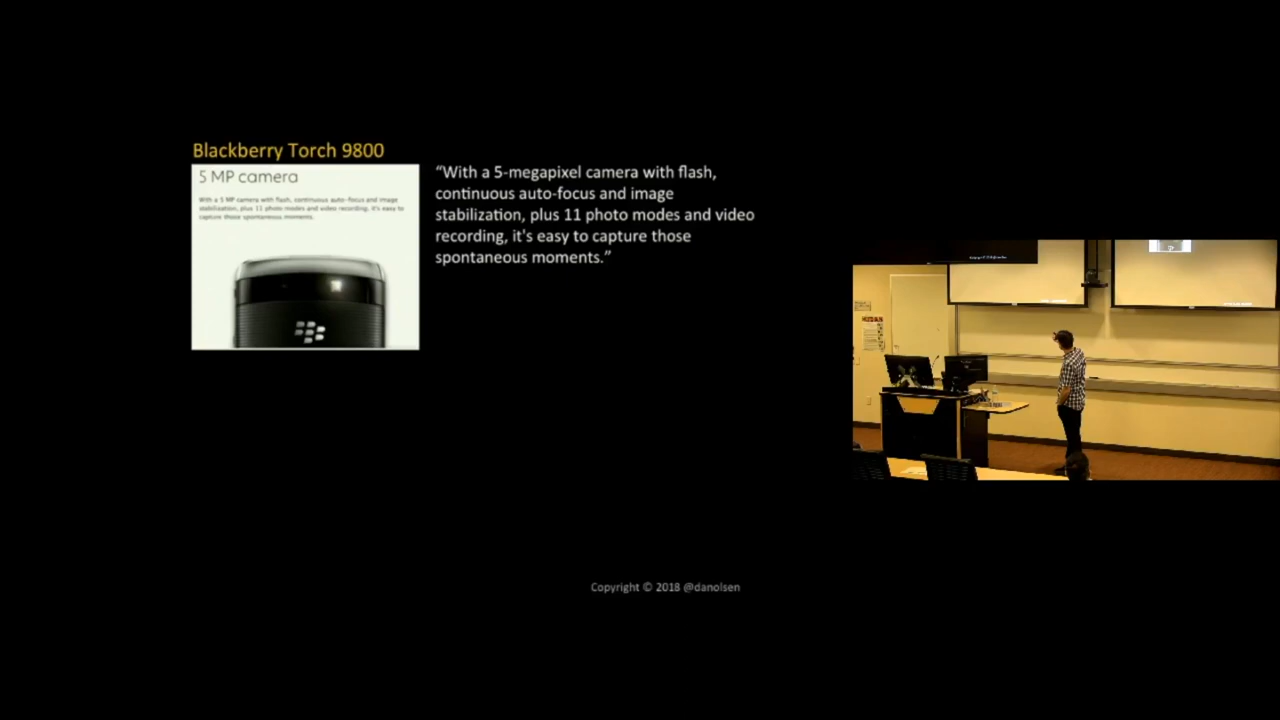 Blackberry Torch 9800
5 MP camera
With a 5 MP camera with flash, continuous auto-focus and image
stabilization, plus 11 photo modes and video recording, it's easy to
capture those spontaneous moments.
“With a 5-megapixel camera with flash,
continuous auto-focus and image
stabilization, plus 11 photo modes and video
recording, it's easy to capture those
spontaneous moments.”
Copyright © 2018 @danolsen